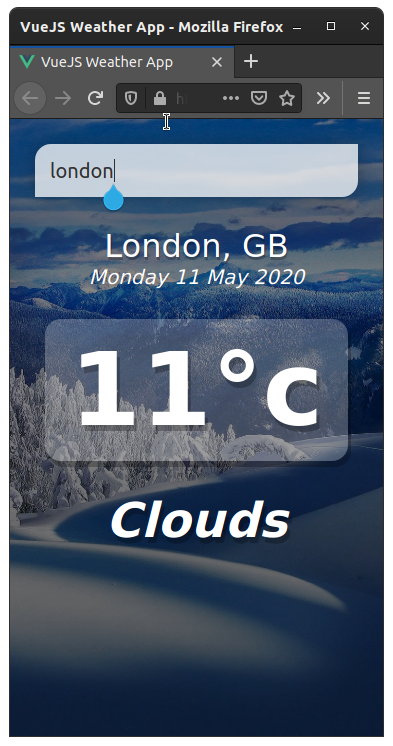 VueJS Weather App - Mozilla Firefox
VueJS Weather App
london
London, GB
Monday 11 May 2020
11°c
Clouds